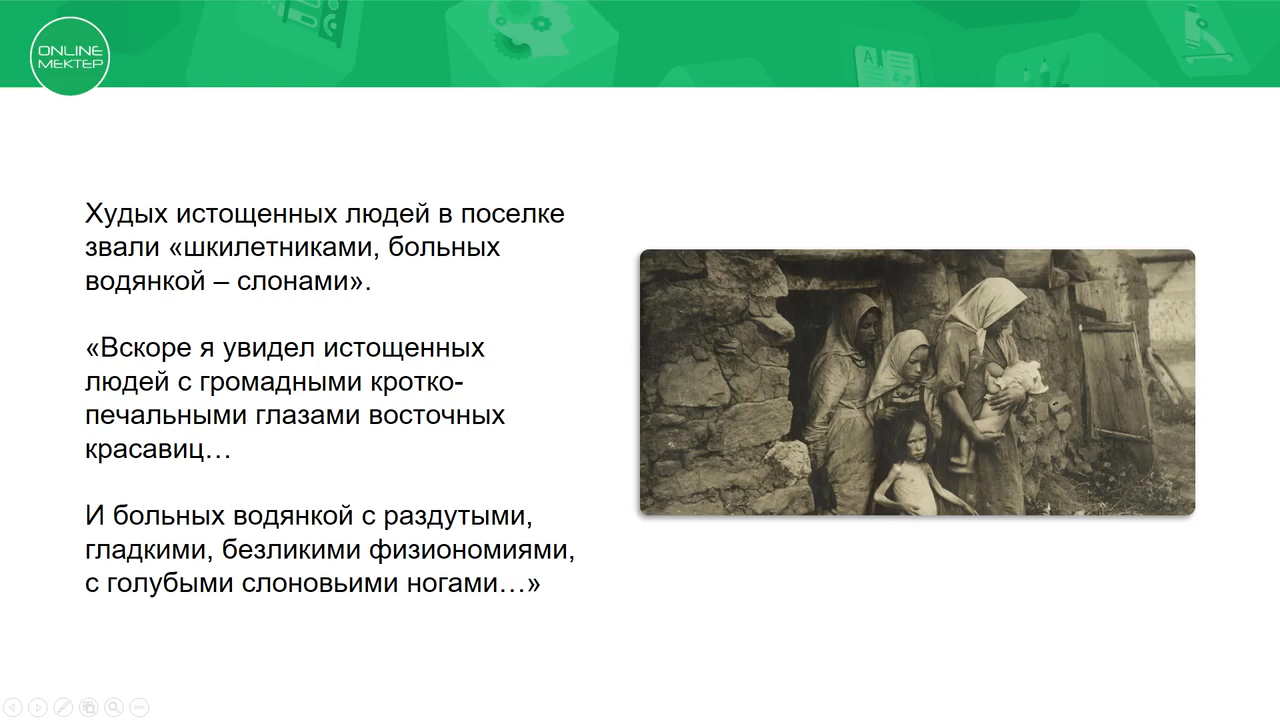 ONLINE
МЕКТЕР
Худых истощенных людей в поселке
звали «шкилетниками, больных
водянкой – слонами».
«Вскоре я увидел истощенных
людей с громадными кротко-
печальными глазами восточных
красавиц…
И больных водянкой с раздутыми,
гладкими, безликими физиономиями,
с голубыми слоновьими ногами…»